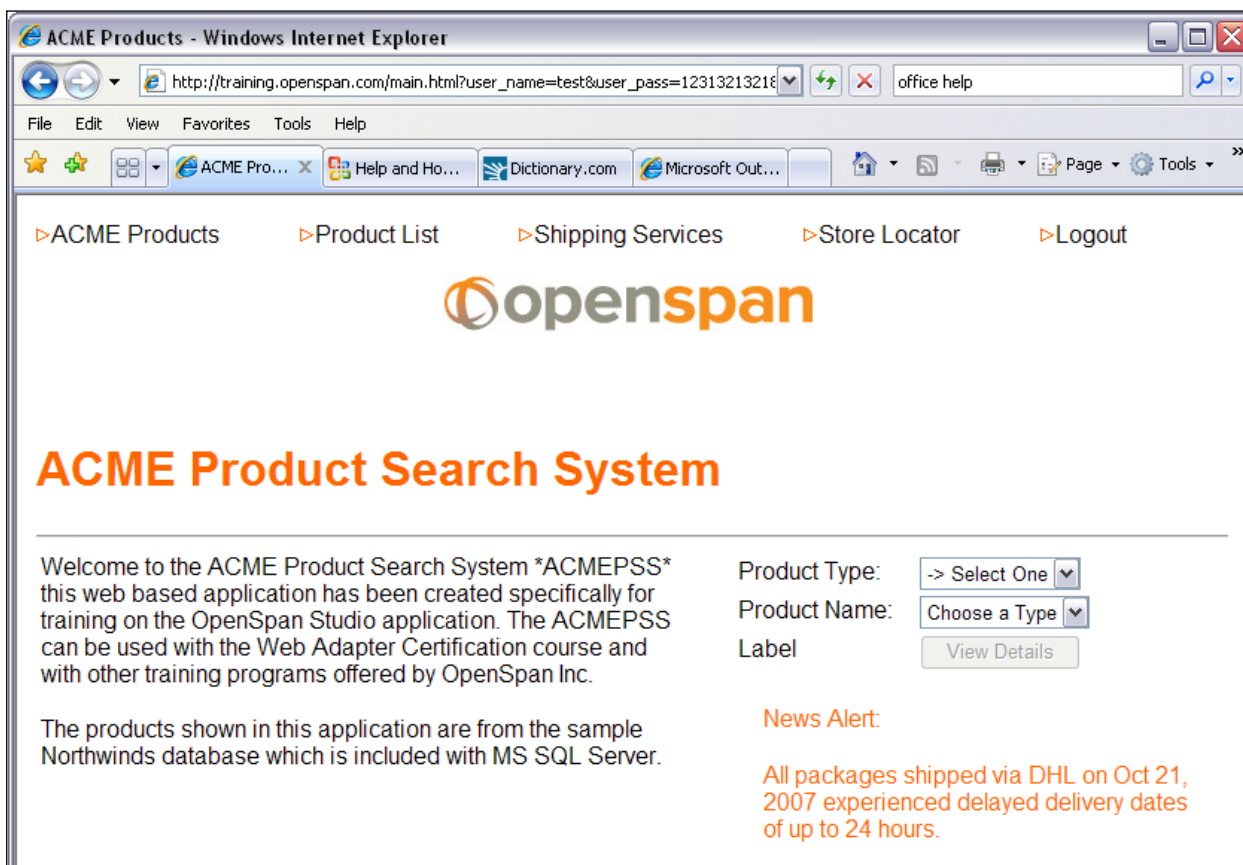 ACME Products - Windows Internet Explorer
http://training.openspan.com/main.html?user_name=test&user_pass=12313213218
office help
File Edit View Favorites Tools Help
ACME Pro... Help and Ho... Dictionary.com Microsoft Out... Page Tools
ACME Products Product List Shipping Services Store Locator Logout
openspan
ACME Product Search System
Welcome to the ACME Product Search System *ACMEPSS*
this web based application has been created specifically for
training on the OpenSpan Studio application. The ACMEPSS
can be used with the Web Adapter Certification course and
with other training programs offered by OpenSpan Inc.
The products shown in this application are from the sample
Northwinds database which is included with MS SQL Server.
Product Type: -> Select One
Product Name: Choose a Type
Label View Details
News Alert:
All packages shipped via DHL on Oct 21,
2007 experienced delayed delivery dates
of up to 24 hours.